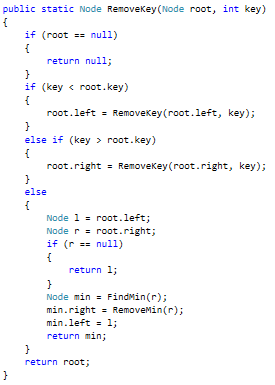 public static Node RemoveKey(Node root, int key)
{
    if (root == null)
    {
        return null;
    }
    if (key < root.key)
    {
        root.left = RemoveKey(root.left, key);
    }
    else if (key > root.key)
    {
        root.right = RemoveKey(root.right, key);
    }
    else
    {
        Node l = root.left;
        Node r = root.right;
        if (r == null)
        {
            return l;
        }
        Node min = FindMin(r);
        min.right = RemoveMin(r);
        min.left = l;
        return min;
    }
    return root;
}